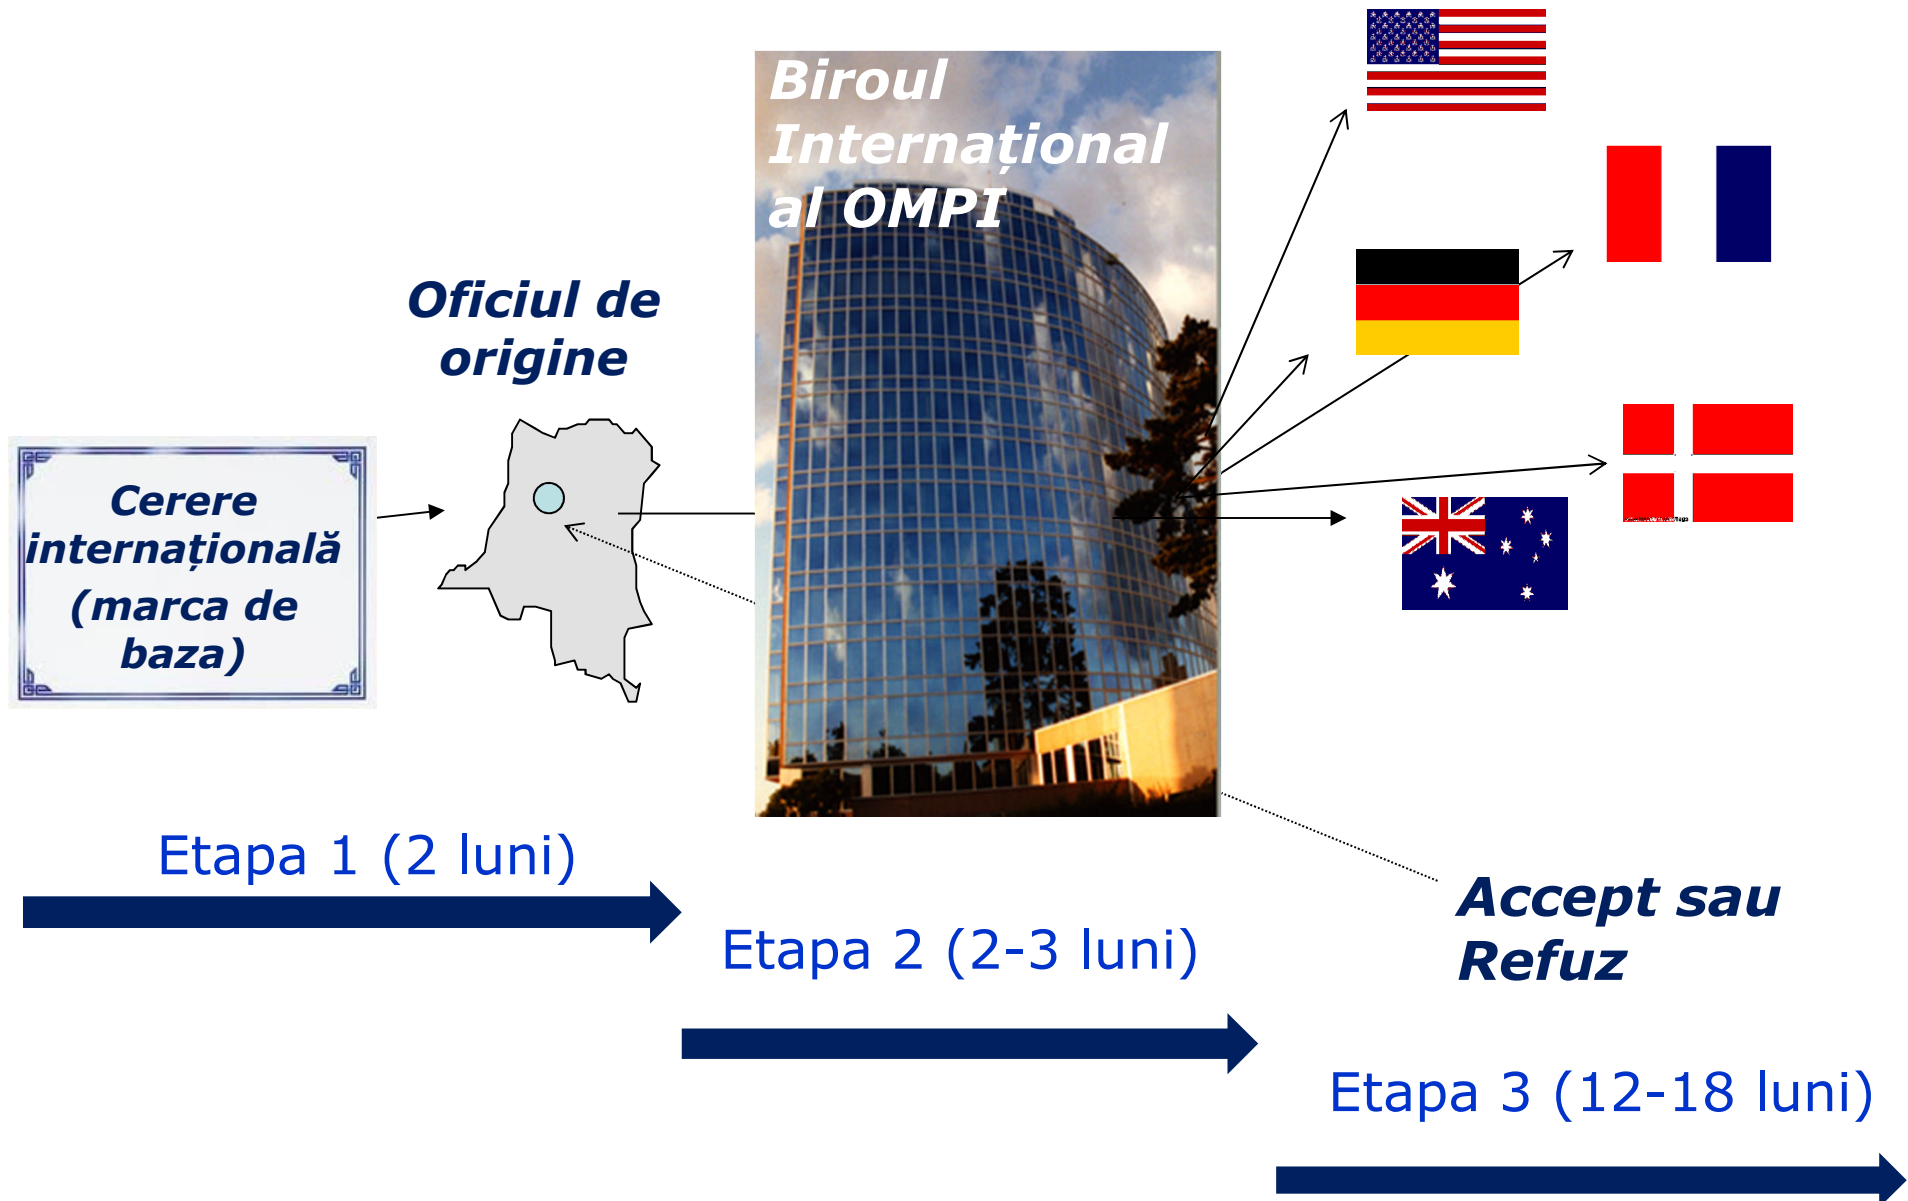 Biroul
Internațional
al OMPI
Oficiul de
origine
Cerere
internațională
(marca de
baza)
Etapa 1 (2 luni)
Etapa 2 (2-3 luni)
Accept sau
Refuz
Etapa 3 (12-18 luni)